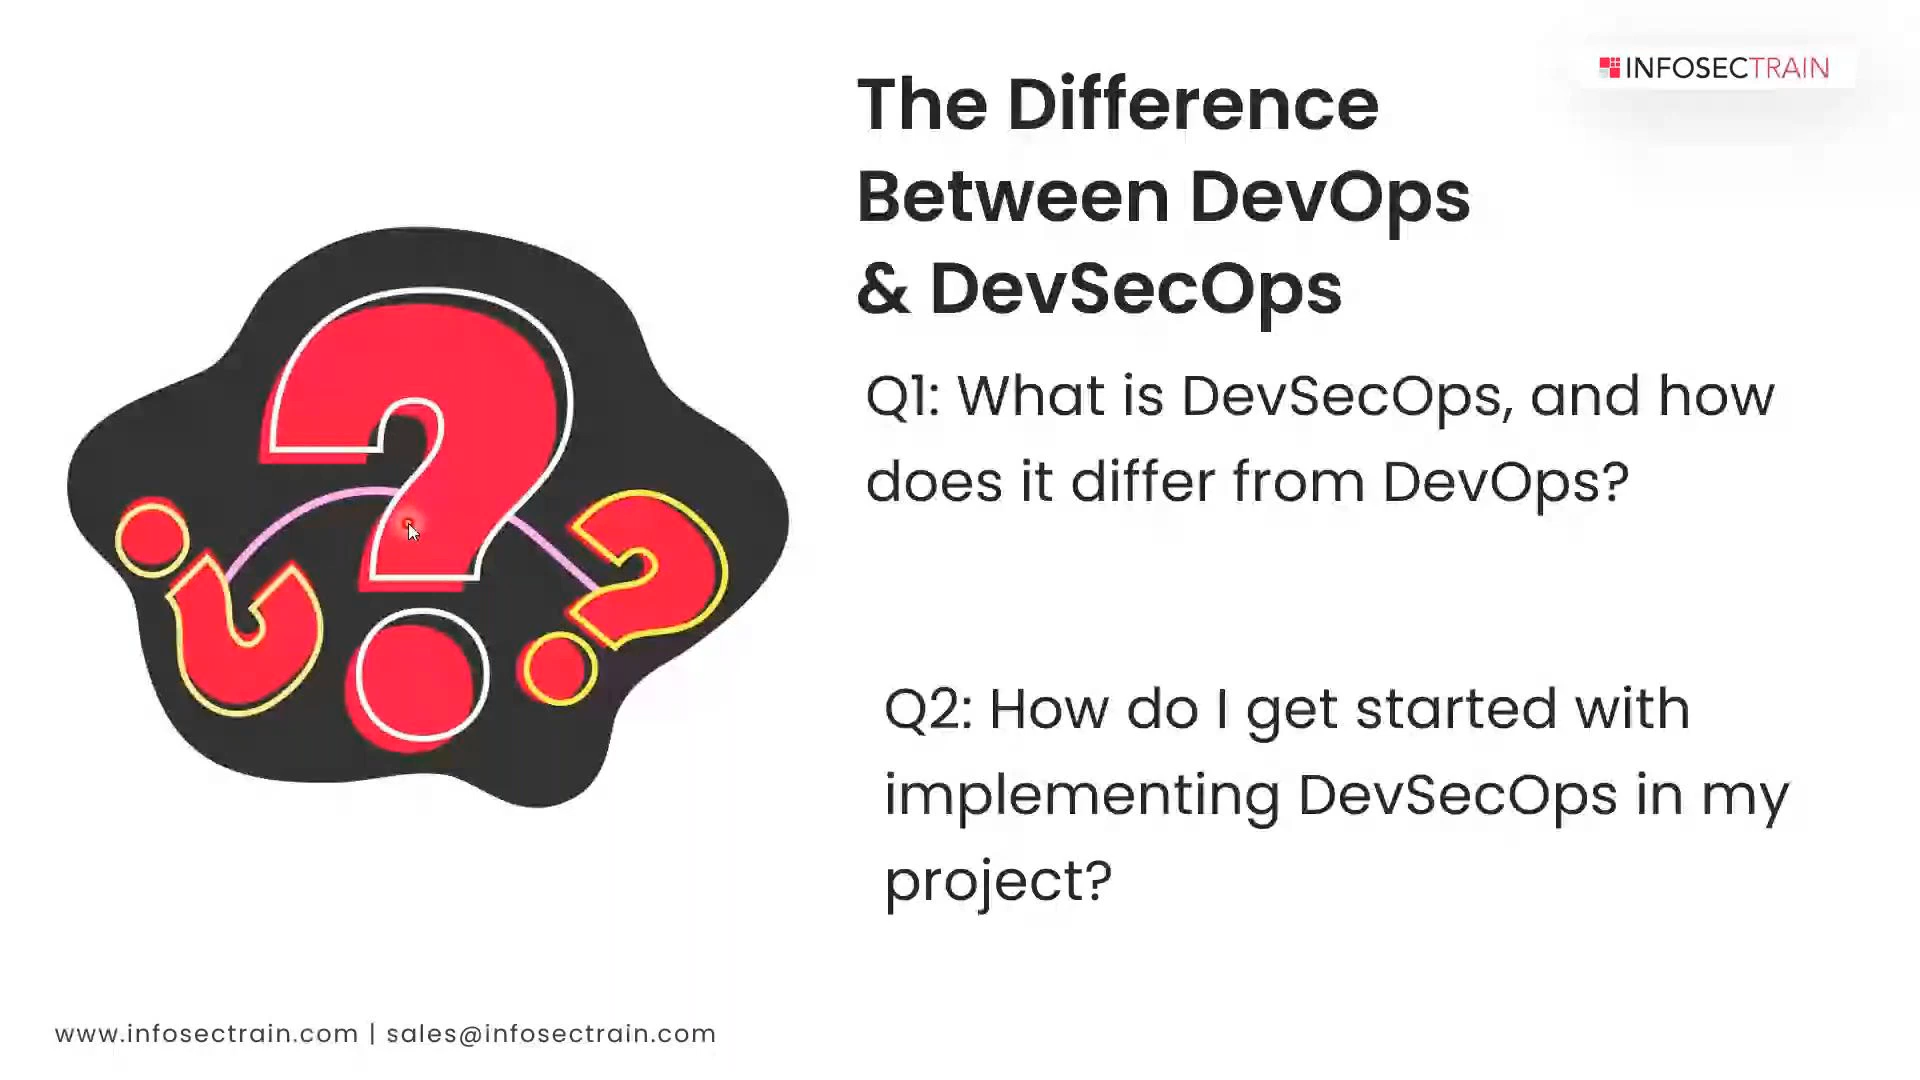 INFOSECTRAIN
The Difference
Between DevOps
& DevSecOps
Q1: What is DevSecOps, and how
does it differ from DevOps?
Q2: How do I get started with
implementing DevSecOps in my
project?
www.infosectrain.com | sales@infosectrain.com